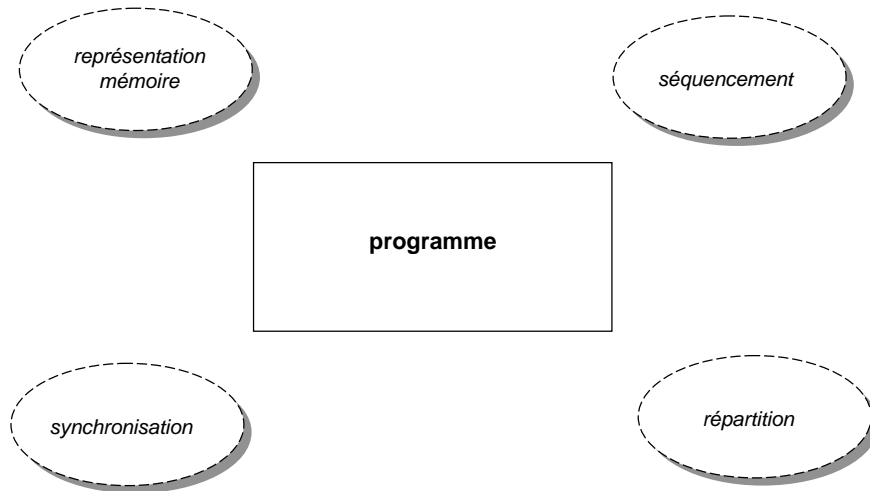 représentation
mémoire
séquencement
programme
synchronisation
répartition